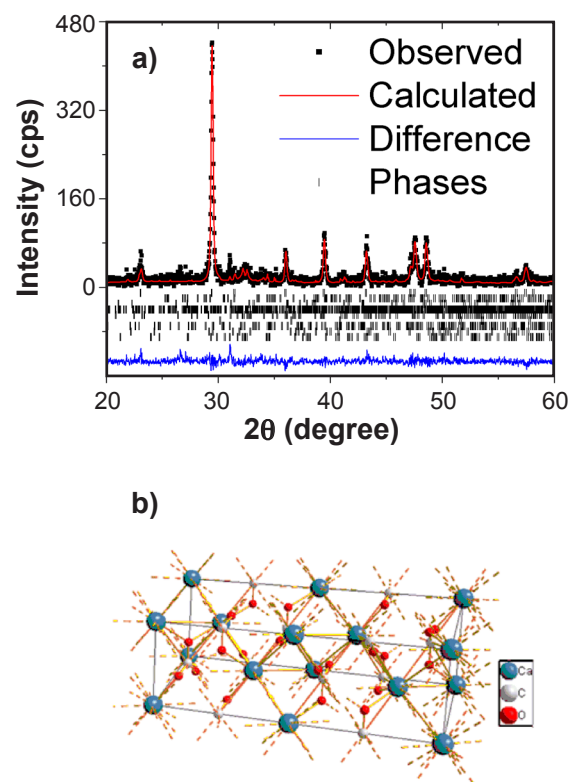 480
a)
Observed
Calculated
320
Difference
Phases
160
0
Intensity (cps)
20 30 40 50 60
2θ (degree)
b)
Ca
C
O